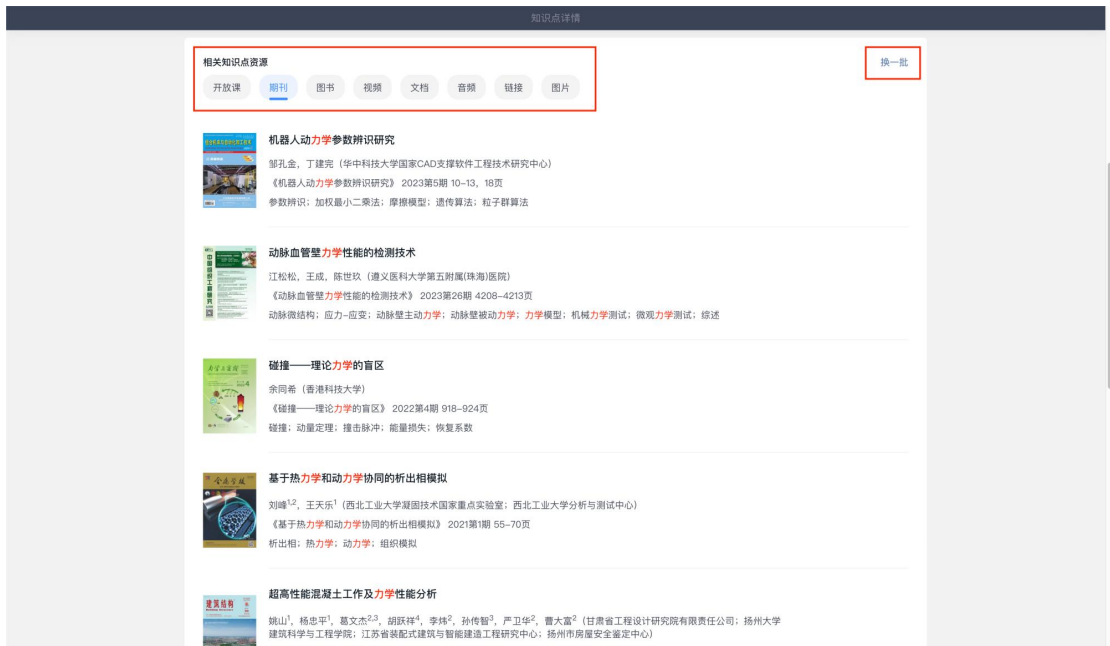 知识点详情
相关知识点资源
换一批
开放课 期刊 图书 视频 文档 音频 链接 图片
机器人动力学参数辨识研究
邹孔金，丁建完（华中科技大学国家CAD支撑软件工程技术研究中心）
《机器人动力学参数辨识研究》 2023第5期 10-13，18页
参数辨识；加权最小二乘法；摩擦模型；遗传算法；粒子群算法
动脉血管壁力学性能的检测技术
江松松，王成，陈世玖（遵义医科大学第五附属(珠海)医院）
《动脉血管壁力学性能的检测技术》 2023第26期 4208-4213页
动脉微结构；应力-应变；动脉壁主动力学；动脉壁被动力学；力学模型；机械力学测试；微观力学测试；综述
碰撞——理论力学的盲区
余同希（香港科技大学）
《碰撞——理论力学的盲区》 2022第4期 918-924页
碰撞；动量定理；撞击脉冲；能量损失；恢复系数
基于热力学和动力学协同的析出相模拟
刘峰1,2，王天乐1（西北工业大学凝固技术国家重点实验室；西北工业大学分析与测试中心）
《基于热力学和动力学协同的析出相模拟》 2021第1期 55-70页
析出相；热力学；动力学；组织模拟
建筑结构
超高性能混凝土工作及力学性能分析
姚山1，杨忠平1，葛文杰2,3，胡跃祥4，李炜2，孙传智3，严卫华2，曹大富2（甘肃省工程设计研究院有限责任公司；扬州大学
建筑科学与工程学院；江苏省装配式建筑与智能建造工程研究中心；扬州市房屋安全鉴定中心）